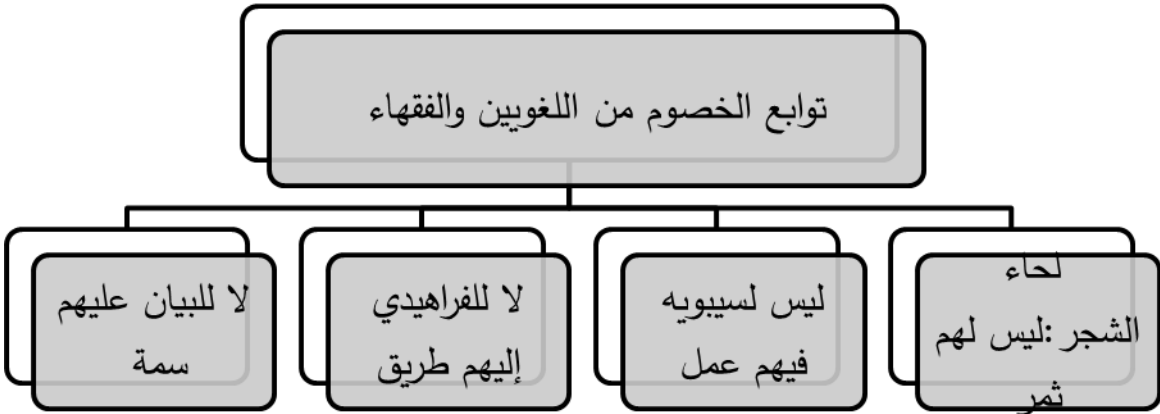 توابع الخصوم من اللغويين والفقهاء
لحاء
الشجر :ليس لهم
ثمر
ليس لسيبويه
فيهم عمل
لا للفراهيدي
إليهم طريق
لا للبيان عليهم
سمة